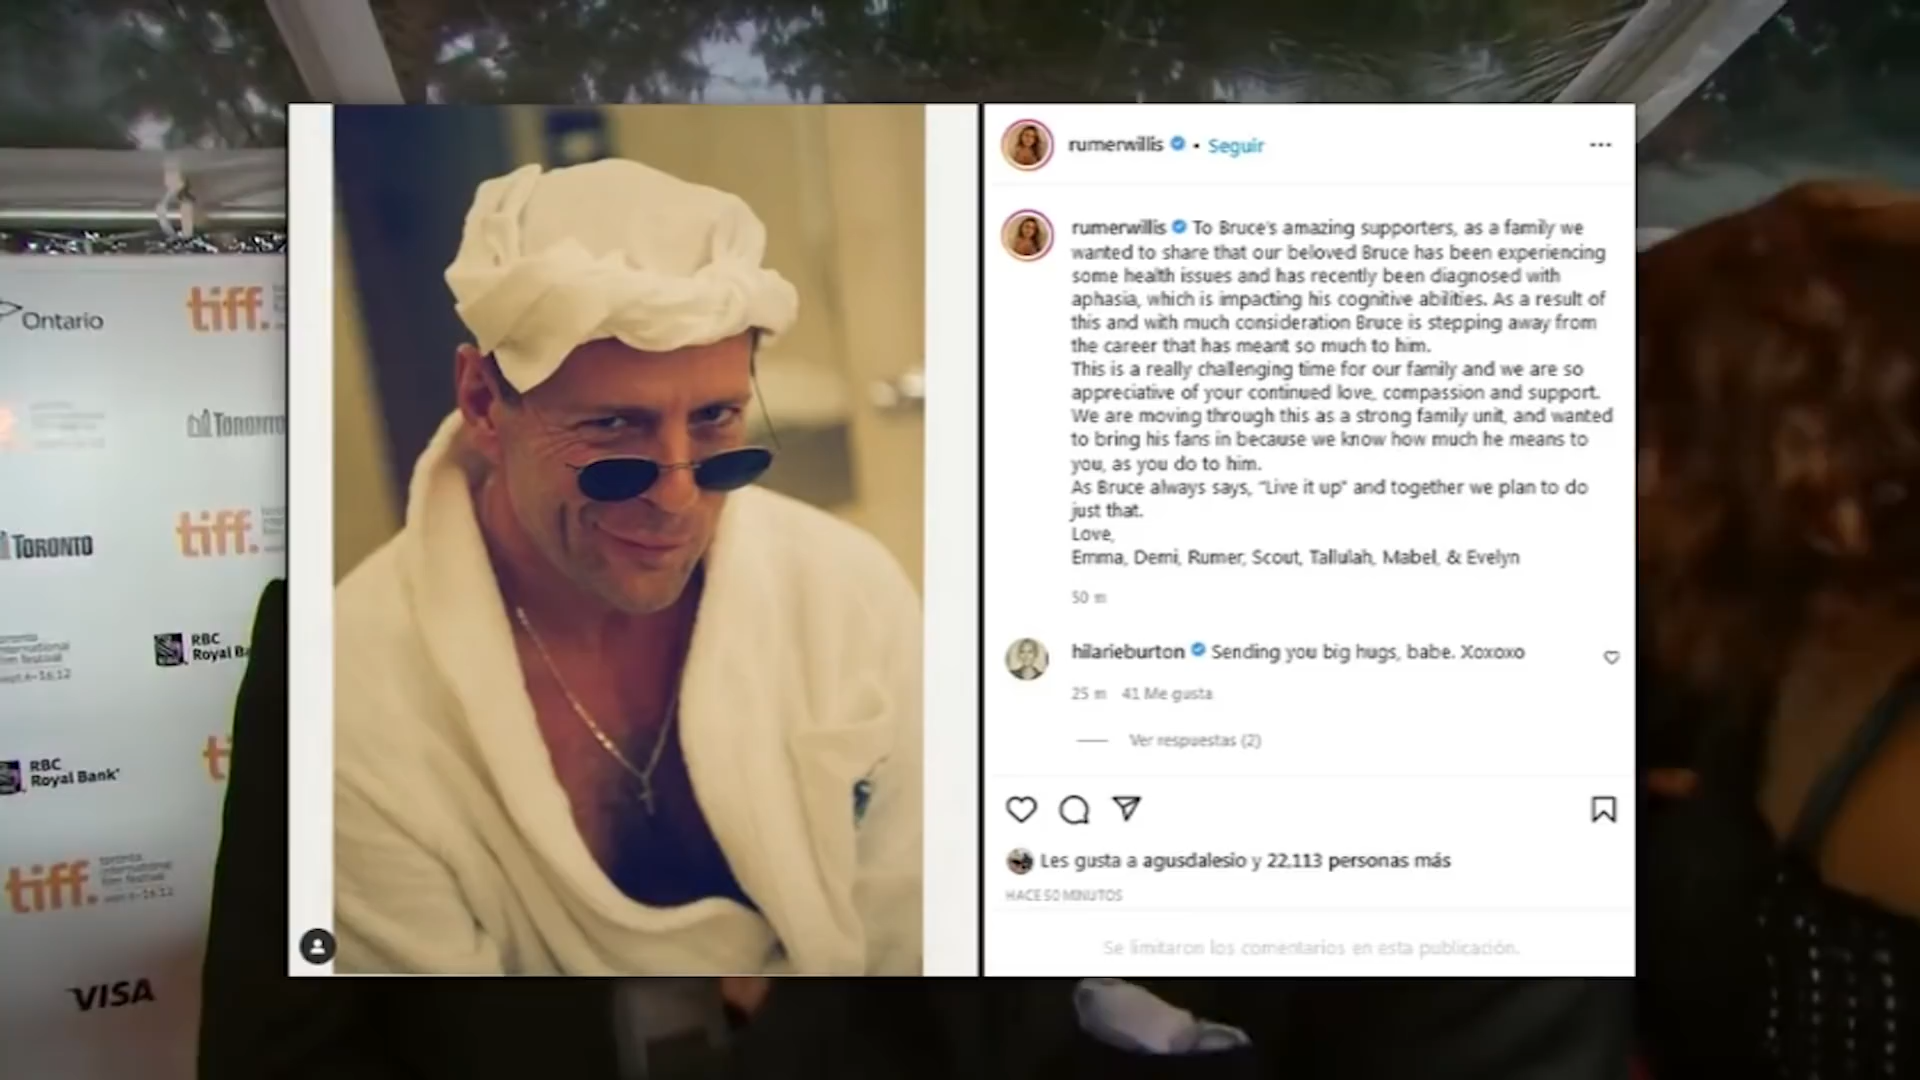 rumerwillis • Seguir
rumerwillis To Bruce's amazing supporters, as a family we
wanted to share that our beloved Bruce has been experiencing
some health issues and has recently been diagnosed with
aphasia, which is impacting his cognitive abilities. As a result of
this and with much consideration Bruce is stepping away from
the career that has meant so much to him.
This is a really challenging time for our family and we are so
appreciative of your continued love, compassion and support.
We are moving through this as a strong family unit, and wanted
to bring his fans in because we know how much he means to
you, as you do to him.
As Bruce always says, "Live it up" and together we plan to do
just that.
Love,
Emma, Demi, Rumer, Scout, Tallulah, Mabel, & Evelyn
50 m
hilarieburton Sending you big hugs, babe. Xoxoxo
25 m 41 Me gusta
Ver respuestas (2)
Les gusta a agusdalesio y 22,113 personas más
HACE 50 MINUTOS
Se limitaron los comentarios en esta publicación.
Ontario
tiff.
TORONTO
TORONTO
tiff.
RBC
Royal Ba
RBC
Royal Bank
tiff.
toronto
international
film festival
VISA